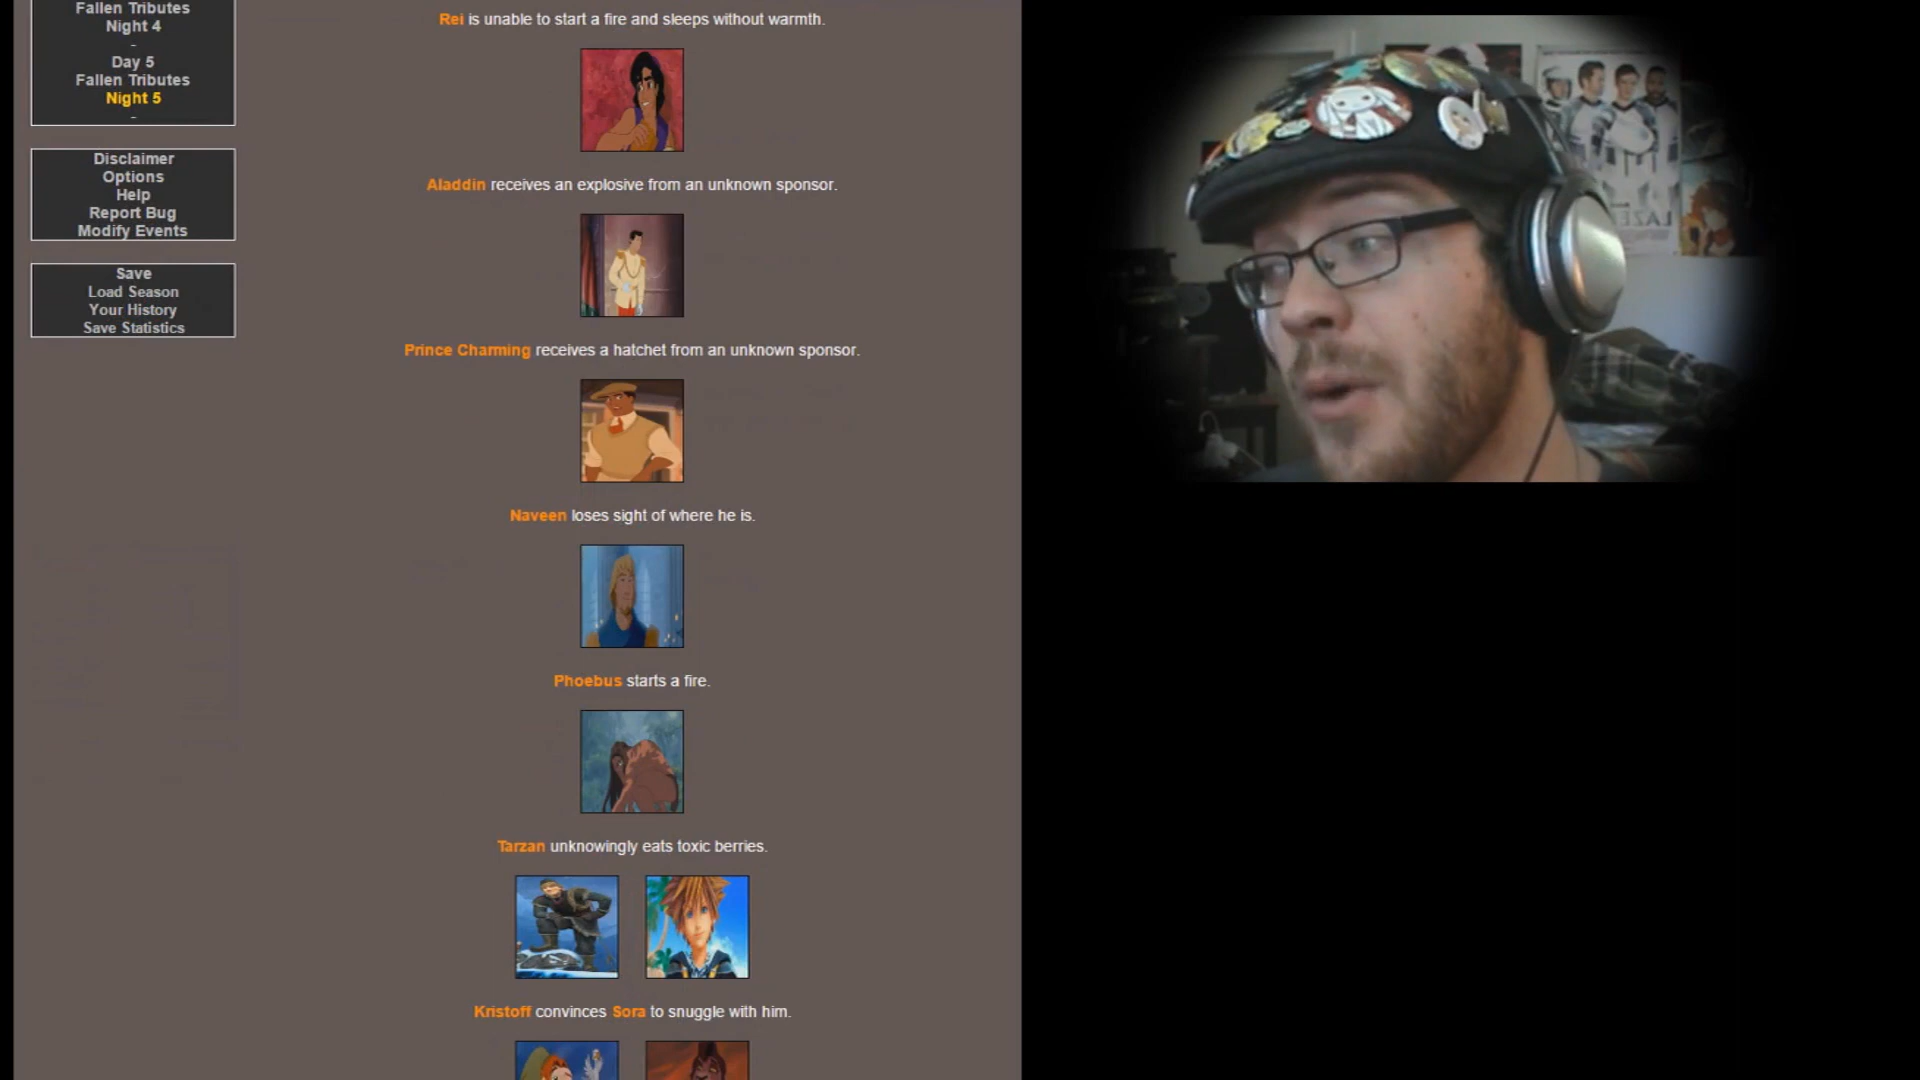 Fallen Tributes
Night 4
-
Day 5
Fallen Tributes
Night 5
-
Disclaimer
Options
Help
Report Bug
Modify Events
Save
Load Season
Your History
Save Statistics
Rei is unable to start a fire and sleeps without warmth.
Aladdin receives an explosive from an unknown sponsor.
Prince Charming receives a hatchet from an unknown sponsor.
Naveen loses sight of where he is.
Phoebus starts a fire.
Tarzan unknowingly eats toxic berries.
Kristoff convinces Sora to snuggle with him.